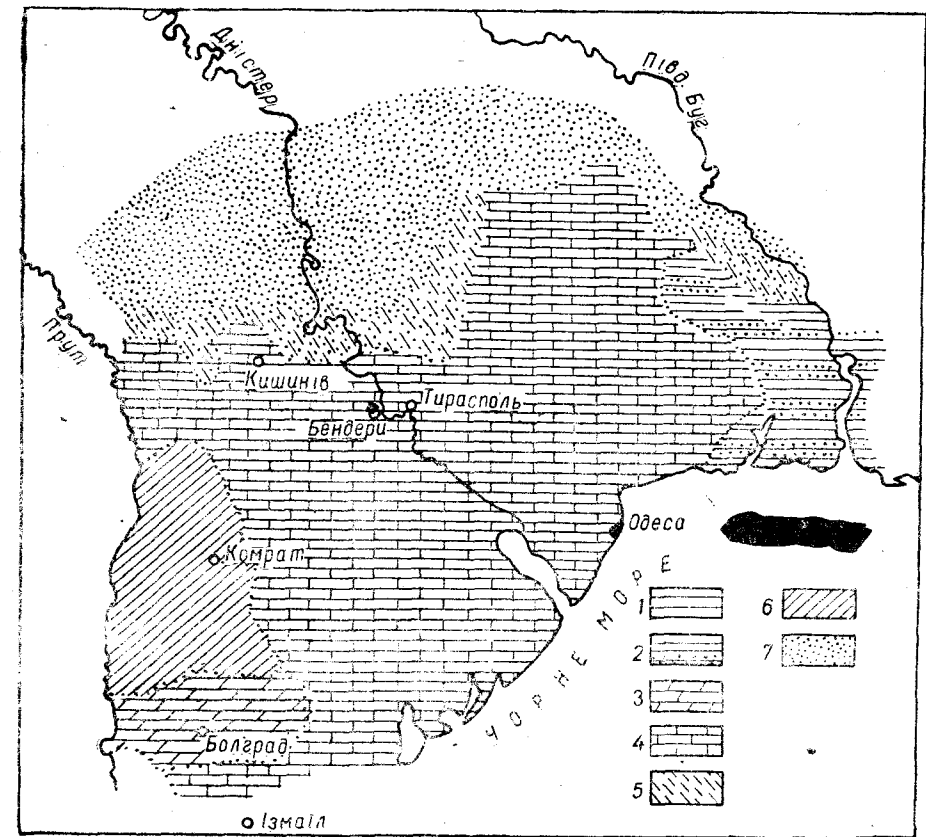 Дністер
Півд. Буг
Прут
Кишинів
Тирасполь
Бендери
Одеса
Комрат
ЧОРНЕ МОРЕ
1
2
3
4
5
6
7
Болград
Ізмаїл